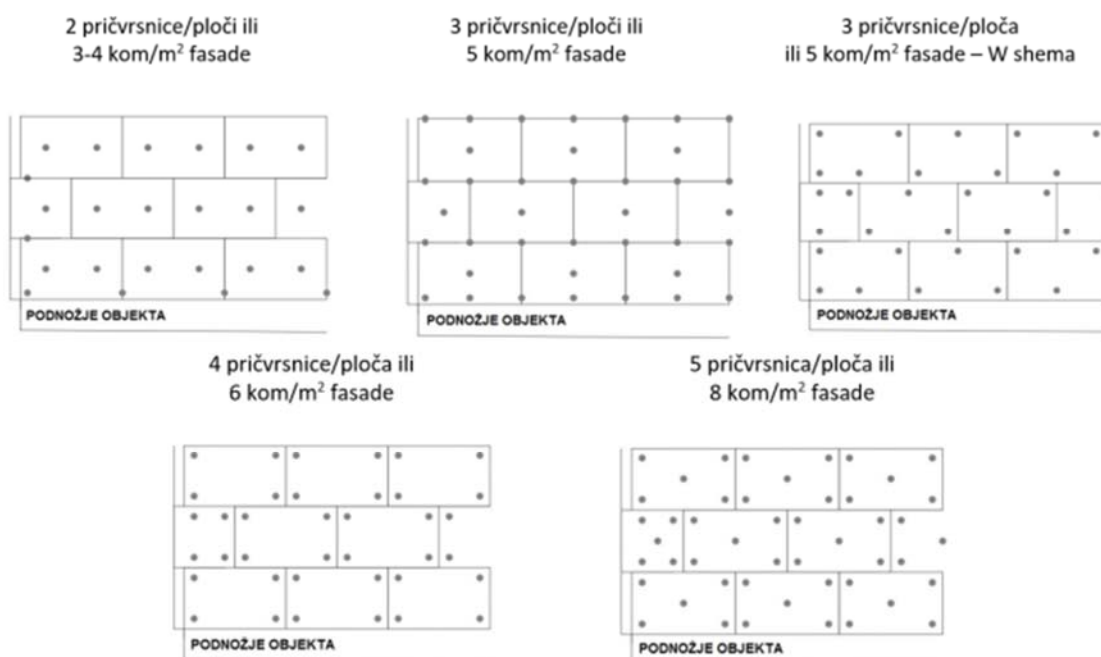 2 pričvrsnice/ploči ili
3-4 kom/m² fasade
3 pričvrsnice/ploči ili
5 kom/m² fasade
3 pričvrsnice/ploča
ili 5 kom/m² fasade – W shema
PODNOŽJE OBJEKTA
PODNOŽJE OBJEKTA
PODNOŽJE OBJEKTA
4 pričvrsnice/ploča ili
6 kom/m² fasade
5 pričvrsnica/ploča ili
8 kom/m² fasade
PODNOŽJE OBJEKTA
PODNOŽJE OBJEKTA